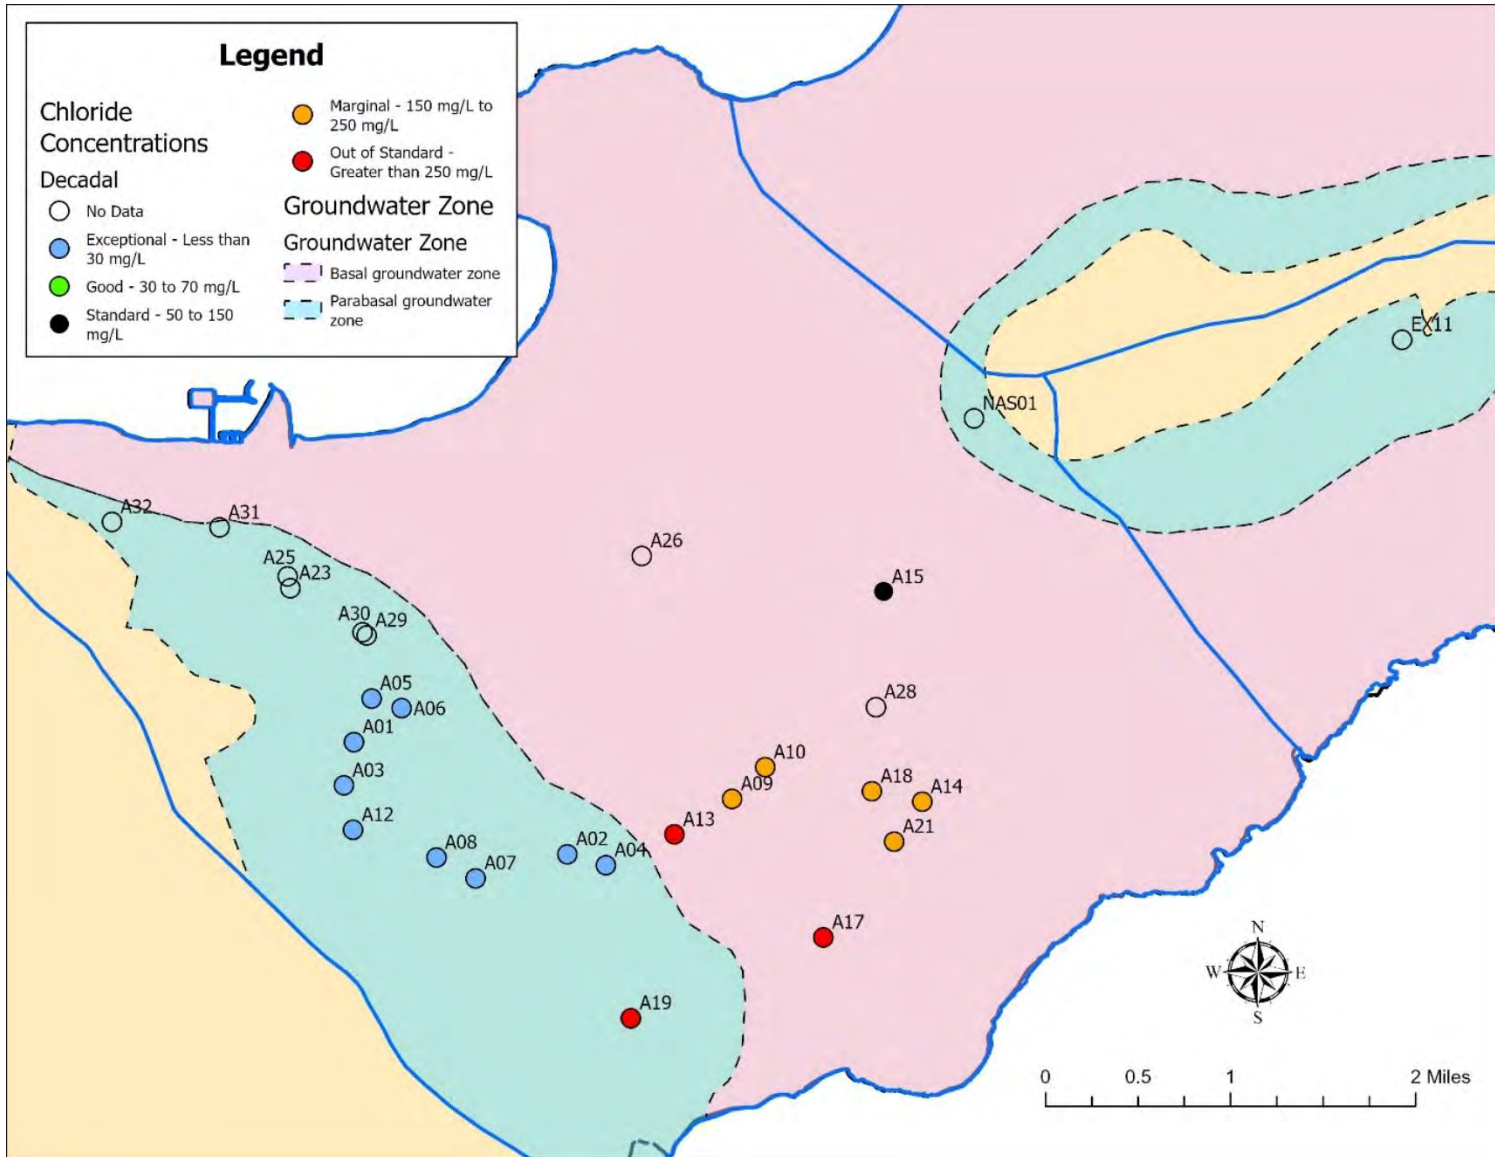 Legend
Chloride
Concentrations
Decadal
No Data
Exceptional - Less than
30 mg/L
Good - 30 to 70 mg/L
Standard - 50 to 150
mg/L
Marginal - 150 mg/L to
250 mg/L
Out of Standard -
Greater than 250 mg/L
Groundwater Zone
Groundwater Zone
Basal groundwater zone
Parabasal groundwater
zone
EX11
NAS01
A32
A31
A26
A25
A23
A15
A30
A29
A05
A06
A28
A01
A10
A03
A09
A18
A14
A12
A13
A21
A08
A02
A04
A07
A17
A19
N
W
E
S
0
0.5
1
2 Miles